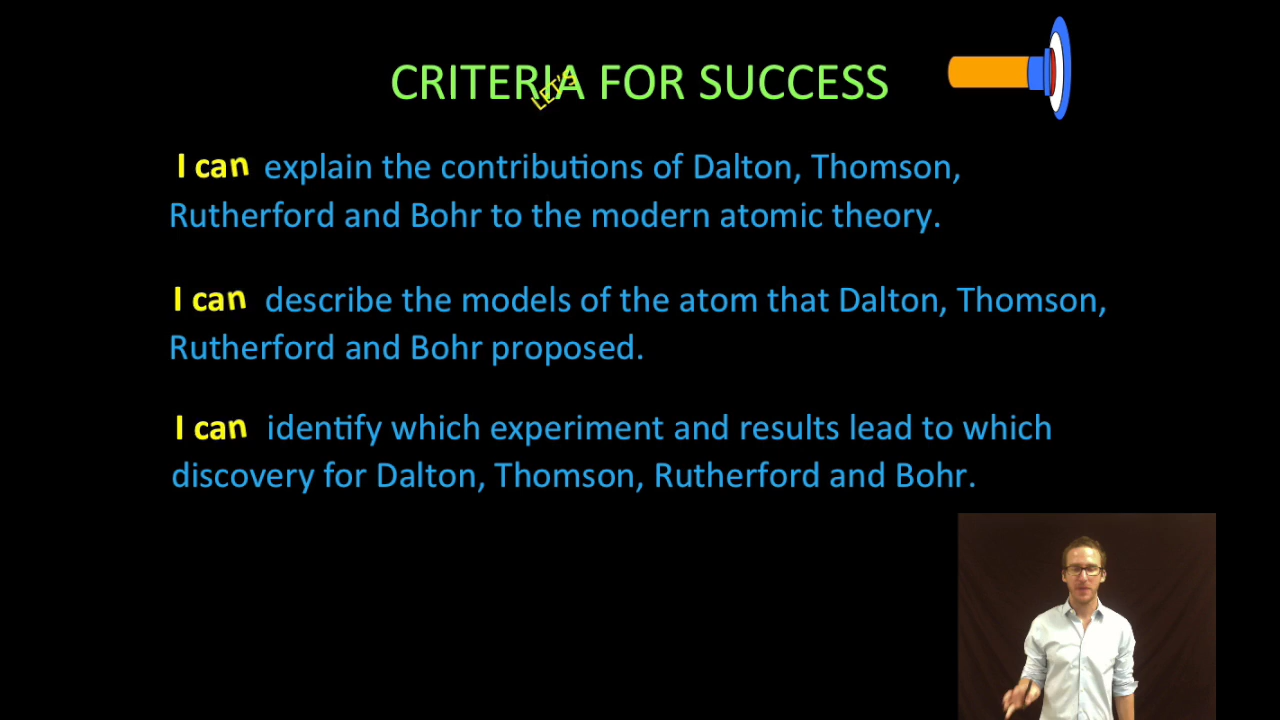 CRITERIA FOR SUCCESS
LET'S
I can explain the contributions of Dalton, Thomson,
Rutherford and Bohr to the modern atomic theory.
I can describe the models of the atom that Dalton, Thomson,
Rutherford and Bohr proposed.
I can identify which experiment and results lead to which
discovery for Dalton, Thomson, Rutherford and Bohr.